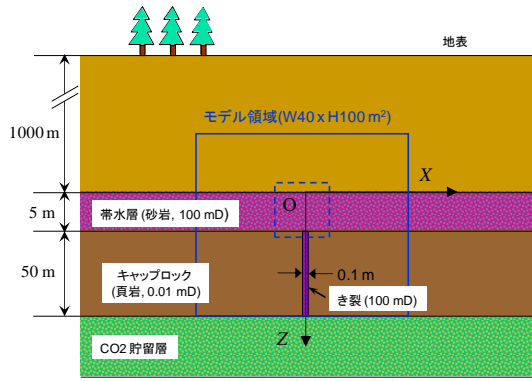 地表
モデル領域(W40 x H100 m²)
1000 m
X
O
5 m
帯水層 (砂岩, 100 mD)
50 m
キャップロック
(頁岩, 0.01 mD)
0.1 m
き裂 (100 mD)
Z
CO2 貯留層